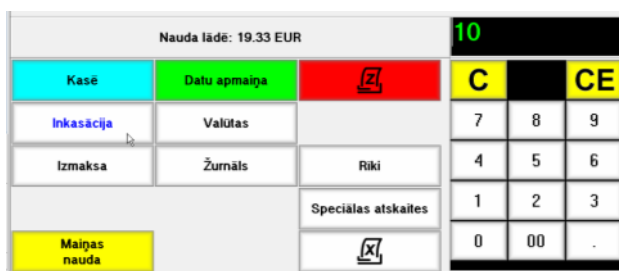 Nauda lādē: 19.33 EUR
10
Kasē
Datu apmaiņa
Z
C
CE
Inkasācija
Valūtas
7
8
9
Izmaksa
Žurnāls
Rīki
4
5
6
Speciālas atskaites
1
2
3
Maiņas
nauda
X
0
00
.